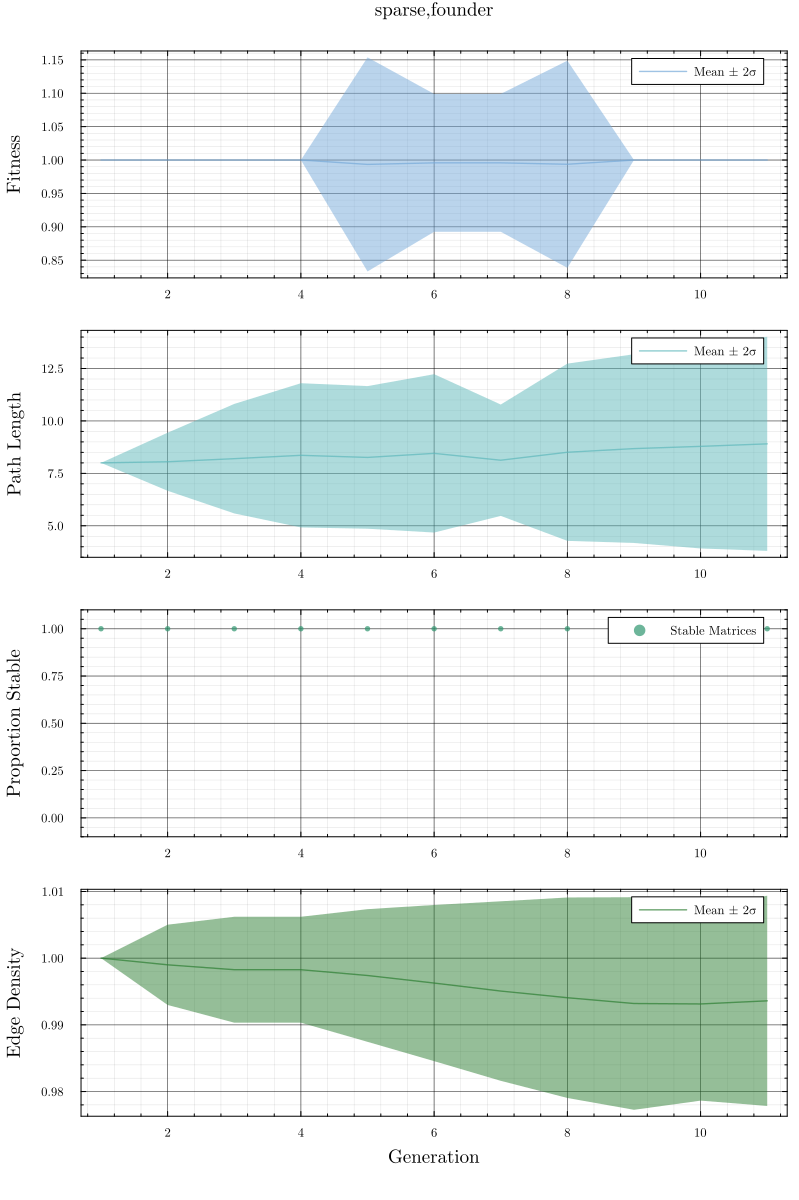 sparse,founder
Fitness
1.15
1.10
1.05
1.00
0.95
0.90
0.85
Mean ± 2σ
2 4 6 8 10
Path Length
12.5
10.0
7.5
5.0
Mean ± 2σ
2 4 6 8 10
Proportion Stable
1.00
0.75
0.50
0.25
0.00
Stable Matrices
2 4 6 8 10
Edge Density
1.01
1.00
0.99
0.98
Mean ± 2σ
2 4 6 8 10
Generation